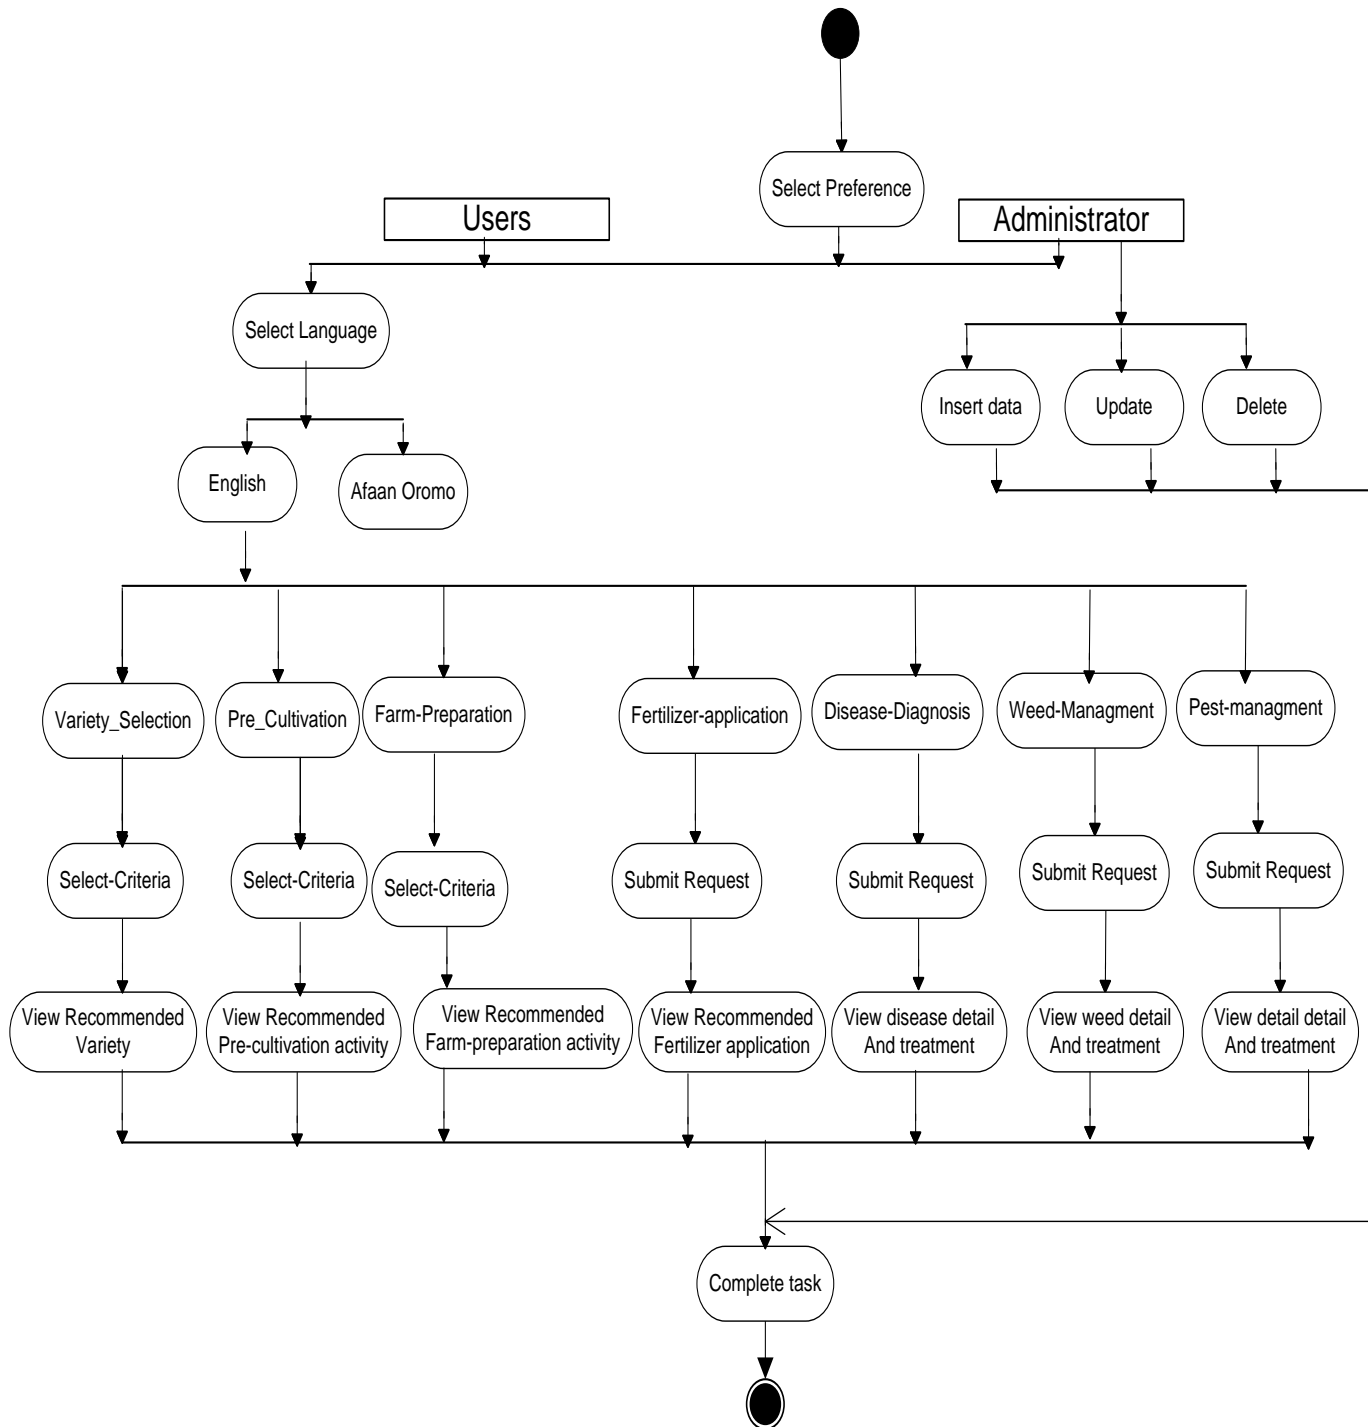 Select Preference
Users
Administrator
Select Language
Insert data
Update
Delete
English
Afaan Oromo
Variety_Selection
Pre_Cultivation
Farm-Preparation
Fertilizer-application
Disease-Diagnosis
Weed-Managment
Pest-managment
Select-Criteria
Select-Criteria
Select-Criteria
Submit Request
Submit Request
Submit Request
Submit Request
View Recommended
Variety
View Recommended
Pre-cultivation activity
View Recommended
Farm-preparation activity
View Recommended
Fertilizer application
View disease detail
And treatment
View weed detail
And treatment
View detail detail
And treatment
Complete task